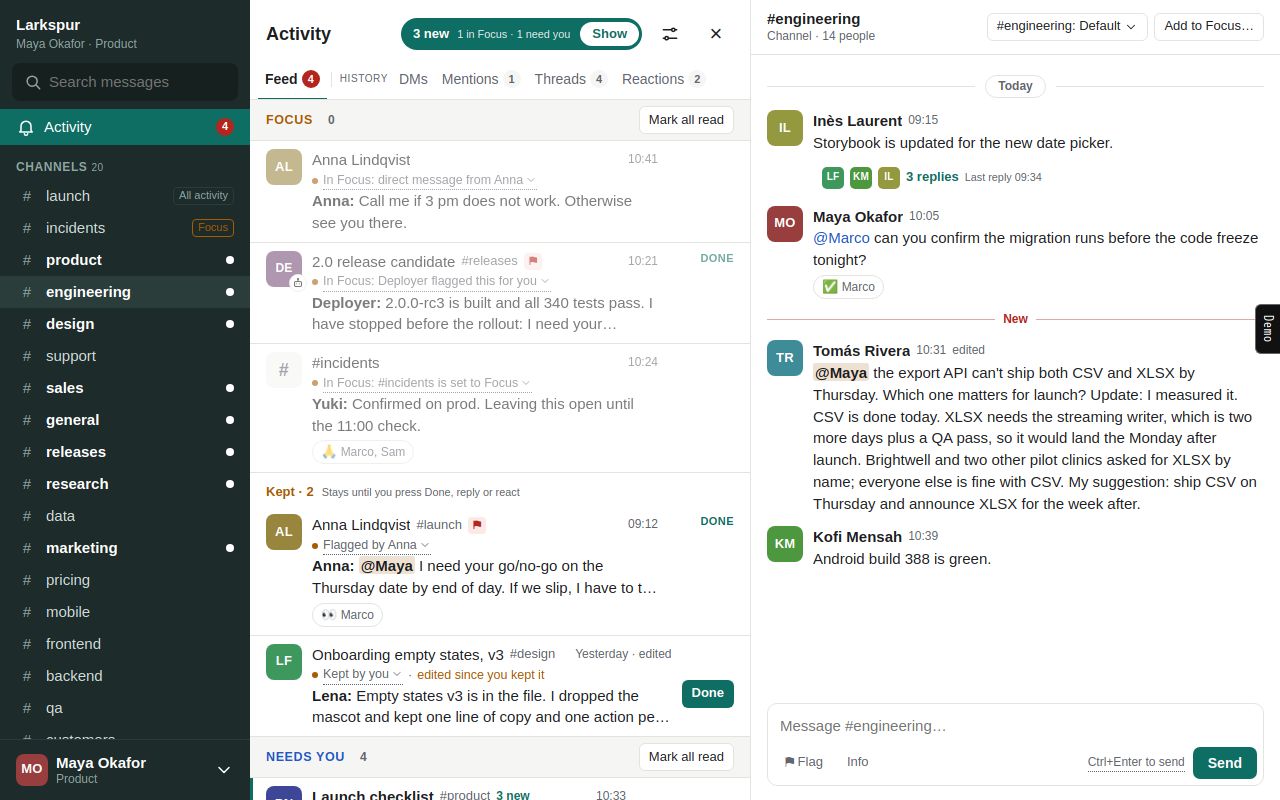 Larkspur
Maya Okafor · Product
Search messages
Activity
4
CHANNELS 20
# launch All activity
# incidents Focus
# product
# engineering
# design
# support
# sales
# general
# releases
# research
# data
# marketing
# pricing
# mobile
# frontend
# backend
# qa
# customers
MO
Maya Okafor
Product
Activity
3 new 1 in Focus · 1 need you Show
Feed 4 HISTORY DMs Mentions 1 Threads 4 Reactions 2
FOCUS 0 Mark all read
AL
Anna Lindqvist 10:41
In Focus: direct message from Anna
Anna: Call me if 3 pm does not work. Otherwise
see you there.
DE
2.0 release candidate #releases 10:21 DONE
In Focus: Deployer flagged this for you
Deployer: 2.0.0-rc3 is built and all 340 tests pass. I
have stopped before the rollout: I need your…
#
#incidents 10:24
In Focus: #incidents is set to Focus
Yuki: Confirmed on prod. Leaving this open until
the 11:00 check.
🙏 Marco, Sam
Kept · 2 Stays until you press Done, reply or react
AL
Anna Lindqvist #launch 09:12 DONE
Flagged by Anna
Anna: @Maya I need your go/no-go on the
Thursday date by end of day. If we slip, I have to t…
👀 Marco
LF
Onboarding empty states, v3 #design Yesterday · edited
Kept by you · edited since you kept it
Lena: Empty states v3 is in the file. I dropped the
mascot and kept one line of copy and one action pe…
Done
NEEDS YOU 4 Mark all read
Launch checklist #product 3 new 10:33
#engineering
Channel · 14 people
#engineering: Default
Add to Focus…
Today
IL
Inès Laurent 09:15
Storybook is updated for the new date picker.
LF KM IL 3 replies Last reply 09:34
MO
Maya Okafor 10:05
@Marco can you confirm the migration runs before the code freeze
tonight?
✅ Marco
New
TR
Tomás Rivera 10:31 edited
@Maya the export API can't ship both CSV and XLSX by
Thursday. Which one matters for launch? Update: I measured it.
CSV is done today. XLSX needs the streaming writer, which is two
more days plus a QA pass, so it would land the Monday after
launch. Brightwell and two other pilot clinics asked for XLSX by
name; everyone else is fine with CSV. My suggestion: ship CSV on
Thursday and announce XLSX for the week after.
KM
Kofi Mensah 10:39
Android build 388 is green.
Demo
Message #engineering…
Flag Info Ctrl+Enter to send Send